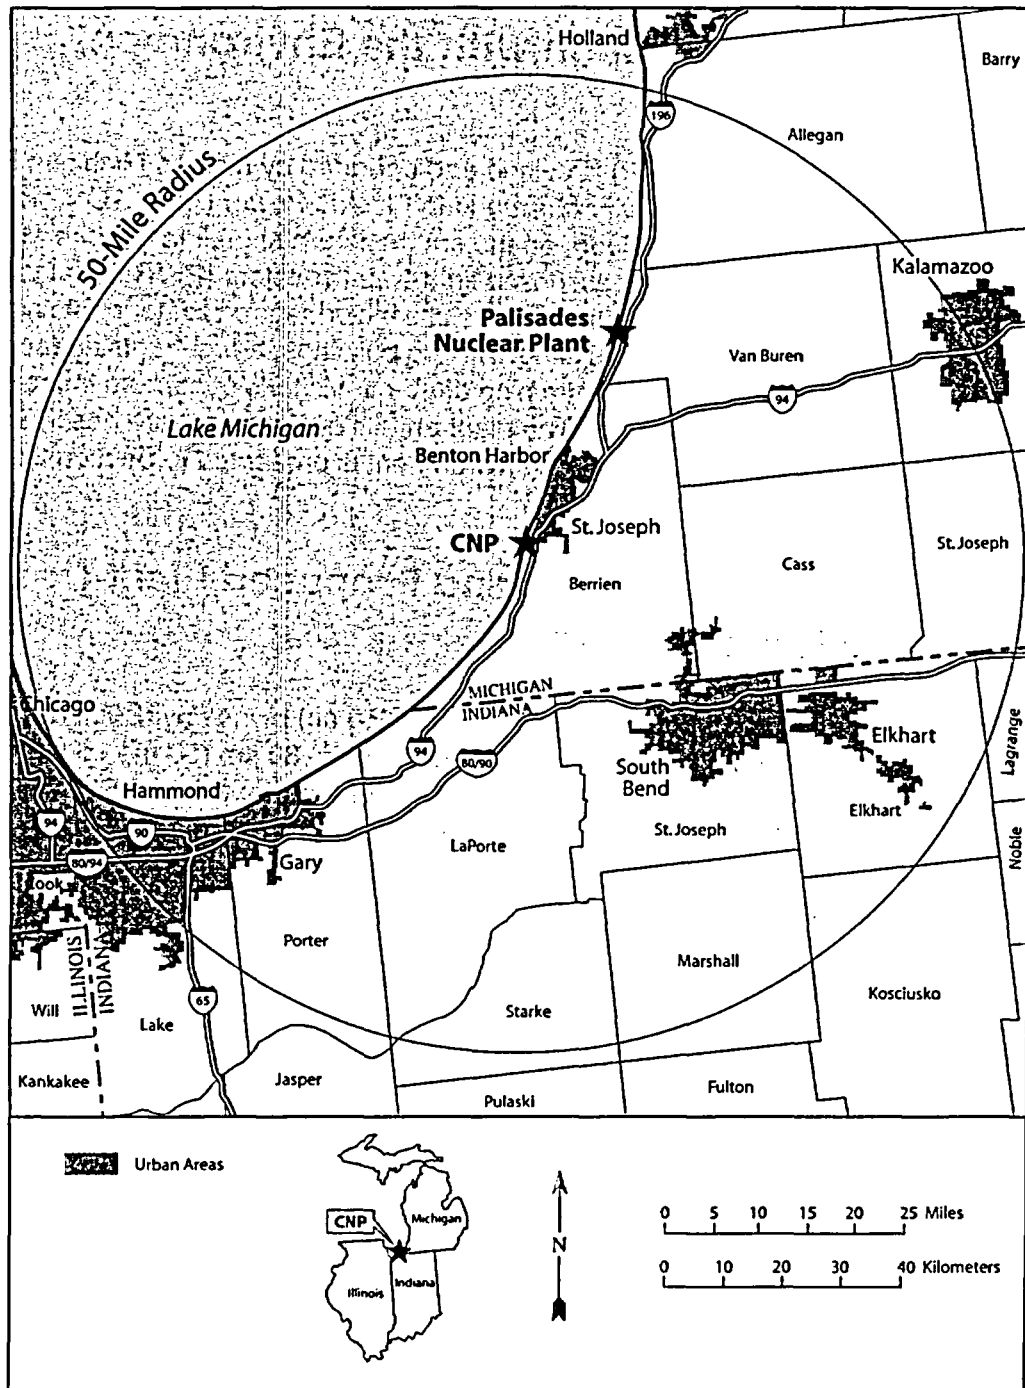 Holland
Barry
196
Allegan
50-Mile Radius
Kalamazoo
Palisades
Nuclear Plant
Van Buren
94
Lake Michigan
Benton Harbor
CNP
St. Joseph
St. Joseph
Cass
Berrien
MICHIGAN
INDIANA
Chicago
94
80/90
Elkhart
Lagrange
South
Bend
Hammond
Elkhart
94
90
St. Joseph
LaPorte
Gary
80/94
Cook
Noble
Porter
Marshall
ILLINOIS
INDIANA
Kosciusko
Will
65
Lake
Starke
Kankakee
Jasper
Fulton
Pulaski
Urban Areas
CNP
Michigan
Illinois
Indiana
N
0 5 10 15 20 25 Miles
0 10 20 30 40 Kilometers